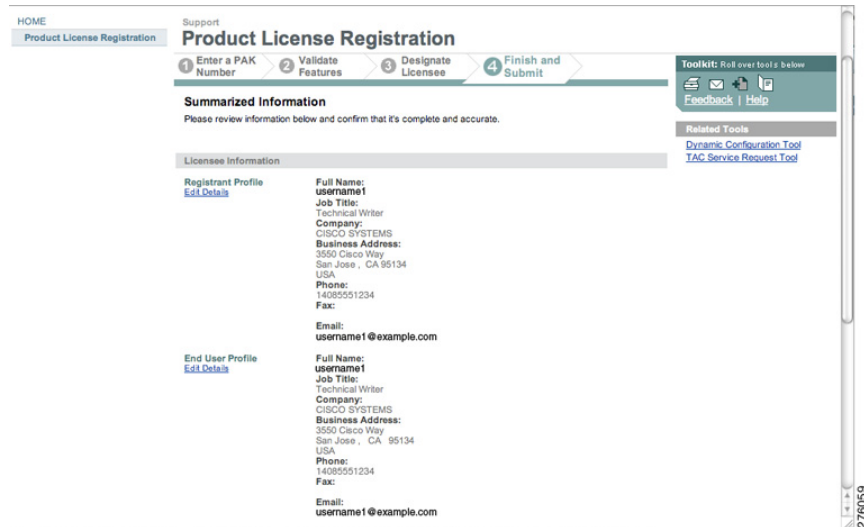 HOME
Product License Registration
Support
Product License Registration
1 Enter a PAK Number
2 Validate Features
3 Designate Licensee
4 Finish and Submit
Toolkit: Roll over tools below
Feedback | Help
Related Tools
Dynamic Configuration Tool
TAC Service Request Tool
Summarized Information
Please review information below and confirm that it's complete and accurate.
Licensee Information
Registrant Profile
Edit Details
Full Name:
username1
Job Title:
Technical Writer
Company:
CISCO SYSTEMS
Business Address:
3550 Cisco Way
San Jose , CA 95134
USA
Phone:
14085551234
Fax:
Email:
username1@example.com
End User Profile
Edit Details
Full Name:
username1
Job Title:
Technical Writer
Company:
CISCO SYSTEMS
Business Address:
3550 Cisco Way
San Jose , CA 95134
USA
Phone:
14085551234
Fax:
Email:
username1@example.com
276059